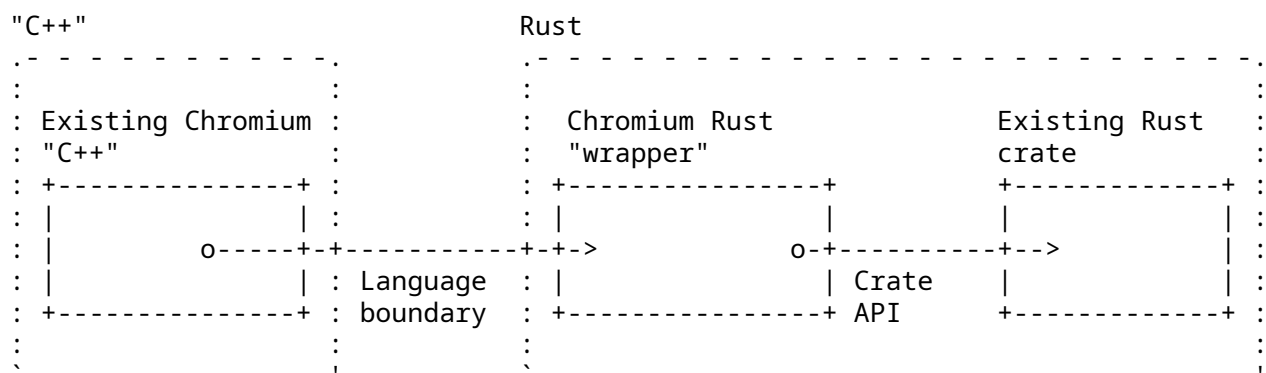 "C++"
Rust
Existing Chromium
"C++"
Chromium Rust
"wrapper"
Existing Rust
crate
Language
boundary
Crate
API